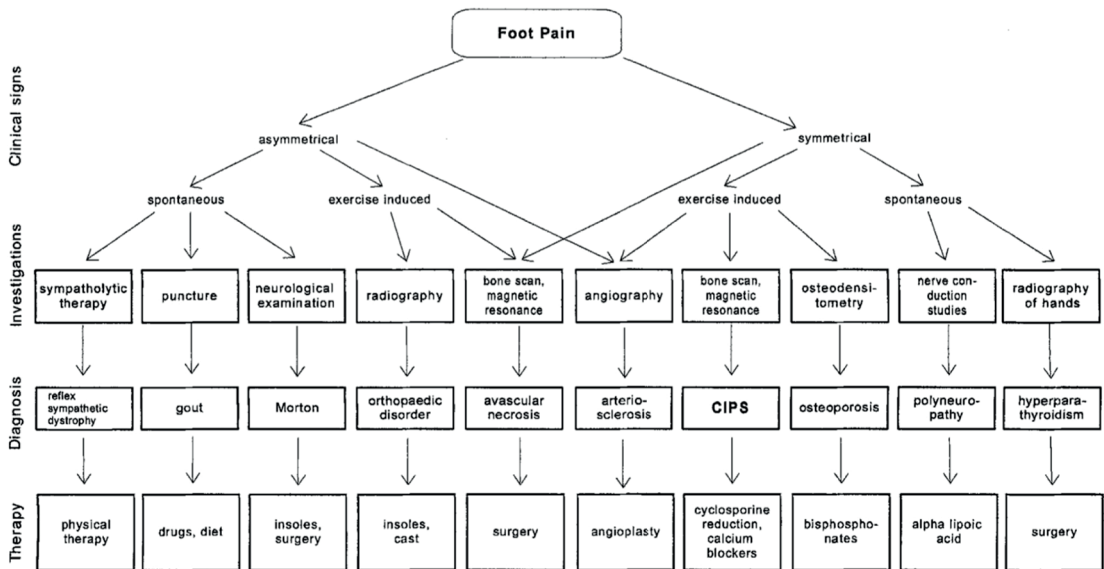 Foot Pain
Clinical signs
asymmetrical
symmetrical
spontaneous
exercise induced
exercise induced
spontaneous
Investigations
sympatholytic
therapy
puncture
neurological
examination
radiography
bone scan,
magnetic
resonance
angiography
bone scan,
magnetic
resonance
osteodensi-
tometry
nerve con-
duction
studies
radiography
of hands
Diagnosis
reflex
sympathetic
dystrophy
gout
Morton
orthopaedic
disorder
avascular
necrosis
arterio-
sclerosis
CIPS
osteoporosis
polyneuro-
pathy
hyperpara-
thyroidism
Therapy
physical
therapy
drugs, diet
insoles,
surgery
insoles,
cast
surgery
angioplasty
cyclosporine
reduction,
calcium
blockers
bisphospho-
nates
alpha lipoic
acid
surgery